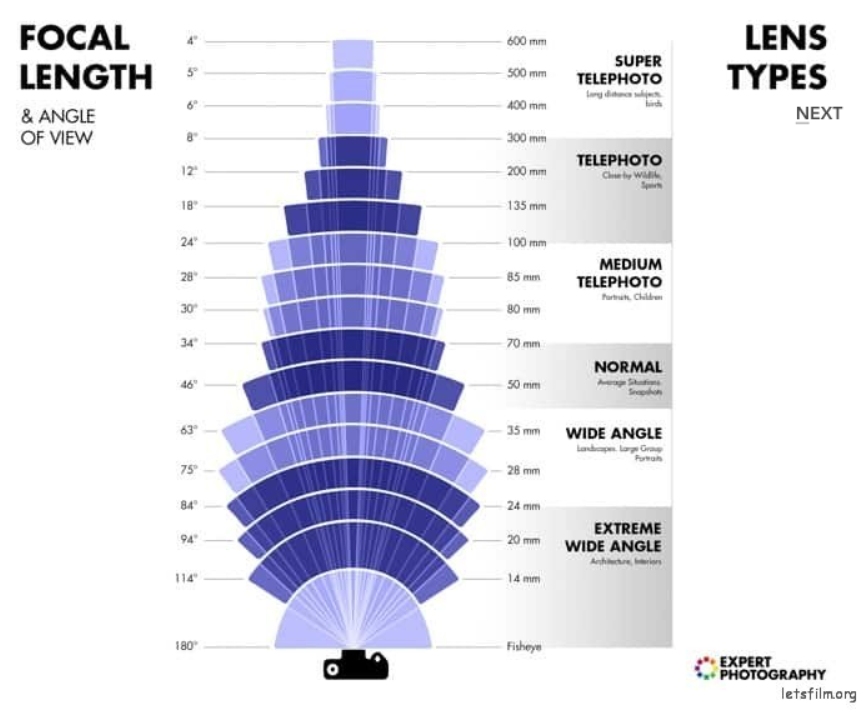 FOCAL
LENGTH
& ANGLE
OF VIEW
LENS
TYPES
NEXT
4° 600 mm
5° 500 mm
6° 400 mm
8° 300 mm
12° 200 mm
18° 135 mm
24° 100 mm
28° 85 mm
30° 80 mm
34° 70 mm
46° 50 mm
63° 35 mm
75° 28 mm
84° 24 mm
94° 20 mm
114° 14 mm
180° Fisheye
SUPER
TELEPHOTO
Long distance subjects,
birds
TELEPHOTO
Close-by Wildlife,
Sports
MEDIUM
TELEPHOTO
Portraits, Children
NORMAL
Average Situations.
Snapshots
WIDE ANGLE
Landscapes. Large Group
Portraits
EXTREME
WIDE ANGLE
Architecture, Interiors
EXPERT
PHOTOGRAPHY
letsfilm.org